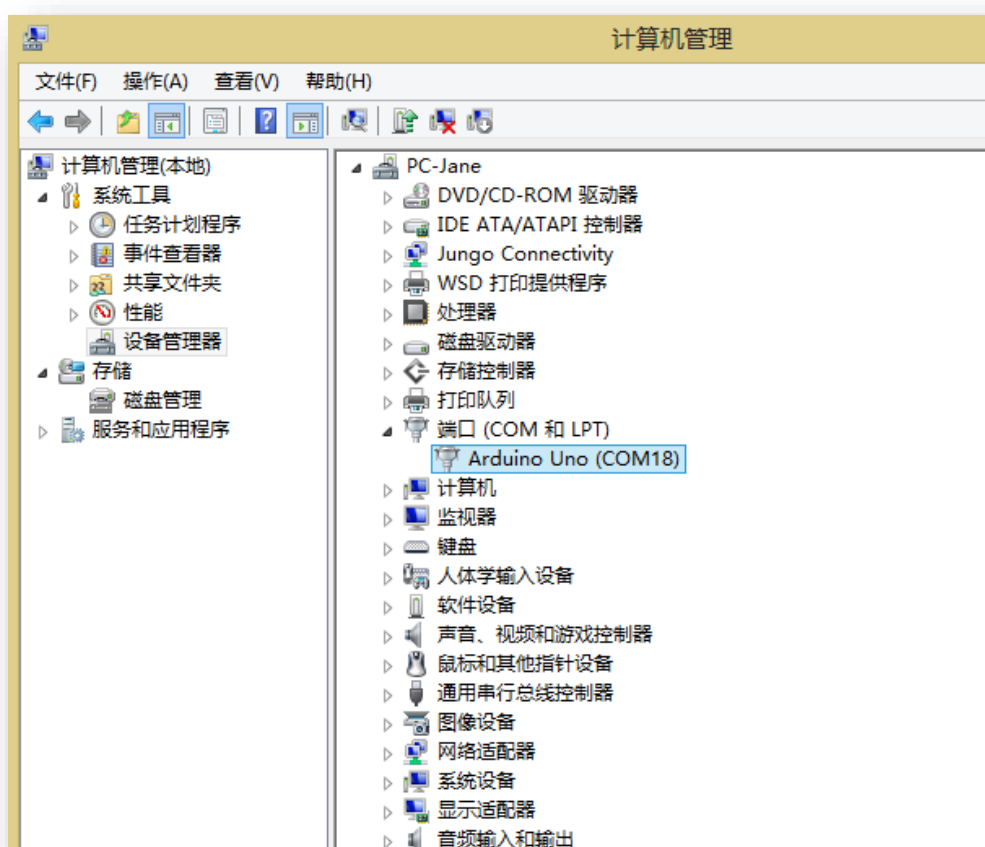 计算机管理
文件(F) 操作(A) 查看(V) 帮助(H)
计算机管理(本地)
系统工具
任务计划程序
事件查看器
共享文件夹
性能
设备管理器
存储
磁盘管理
服务和应用程序
PC-Jane
DVD/CD-ROM 驱动器
IDE ATA/ATAPI 控制器
Jungo Connectivity
WSD 打印提供程序
处理器
磁盘驱动器
存储控制器
打印队列
端口 (COM 和 LPT)
Arduino Uno (COM18)
计算机
监视器
键盘
人体学输入设备
软件设备
声音、视频和游戏控制器
鼠标和其他指针设备
通用串行总线控制器
图像设备
网络适配器
系统设备
显示适配器
音频输入和输出